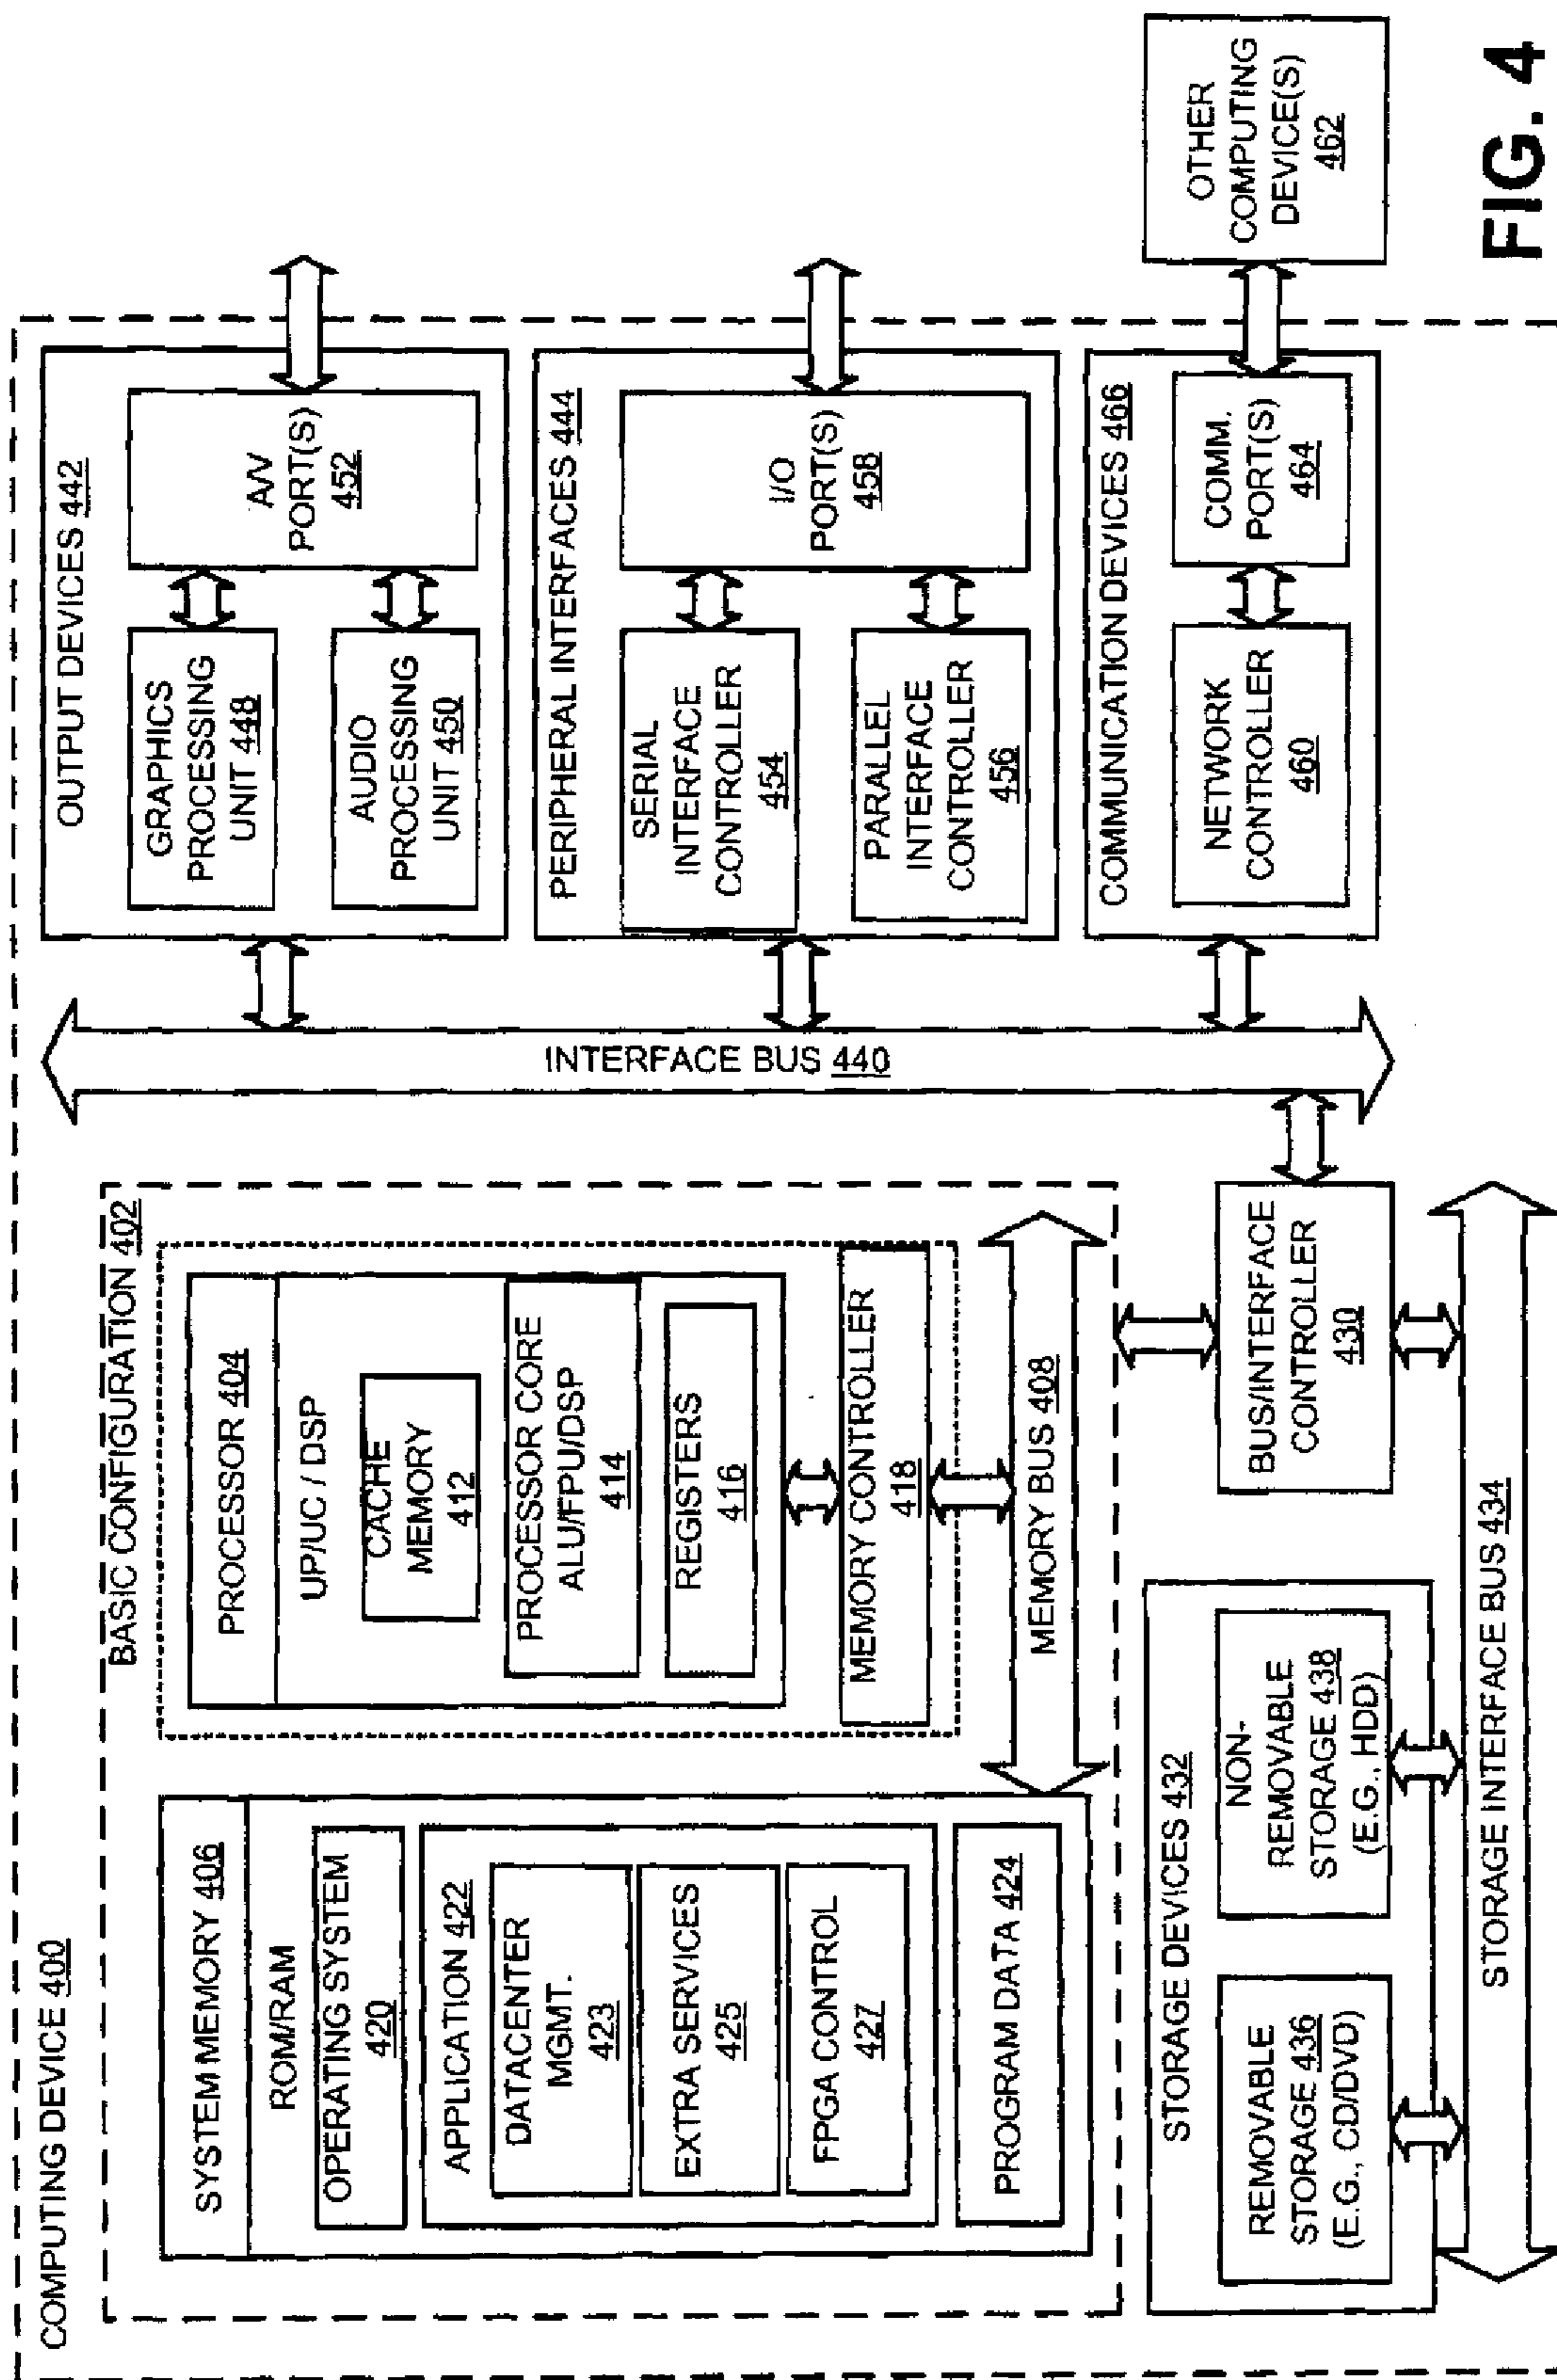 COMPUTING DEVICE 400
BASIC CONFIGURATION 402
SYSTEM MEMORY 406
ROM/RAM
OPERATING SYSTEM
420
APPLICATION 422
DATACENTER
MGMT.
423
EXTRA SERVICES
425
FPGA CONTROL
427
PROGRAM DATA 424
PROCESSOR 404
UP/UC / DSP
CACHE
MEMORY
412
PROCESSOR CORE
ALU/FPU/DSP
414
REGISTERS
416
MEMORY CONTROLLER
418
MEMORY BUS 408
STORAGE DEVICES 432
REMOVABLE
STORAGE 436
(E.G., CD/DVD)
NON-
REMOVABLE
STORAGE 438
(E.G., HDD)
STORAGE INTERFACE BUS 434
BUS/INTERFACE
CONTROLLER
430
INTERFACE BUS 440
OUTPUT DEVICES 442
GRAPHICS
PROCESSING
UNIT 448
AUDIO
PROCESSING
UNIT 450
A/V
PORT(S)
452
PERIPHERAL INTERFACES 444
SERIAL
INTERFACE
CONTROLLER
454
PARALLEL
INTERFACE
CONTROLLER
456
I/O
PORT(S)
458
COMMUNICATION DEVICES 466
NETWORK
CONTROLLER
460
COMM.
PORT(S)
464
OTHER
COMPUTING
DEVICE(S)
462
FIG. 4